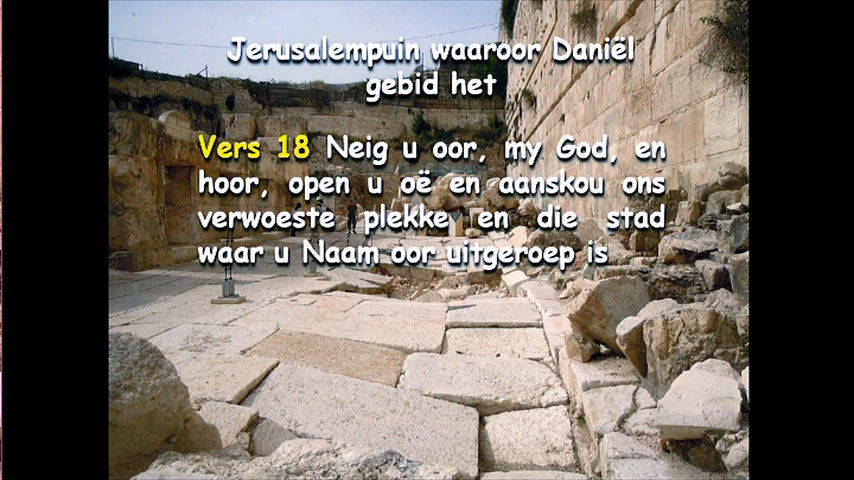 Jerusalempuin waaroor Daniël
gebid het
Vers 18 Neig u oor, my God, en
hoor, open u oë en aanskou ons
verwoeste plekke en die stad
waar u Naam oor uitgeroep is